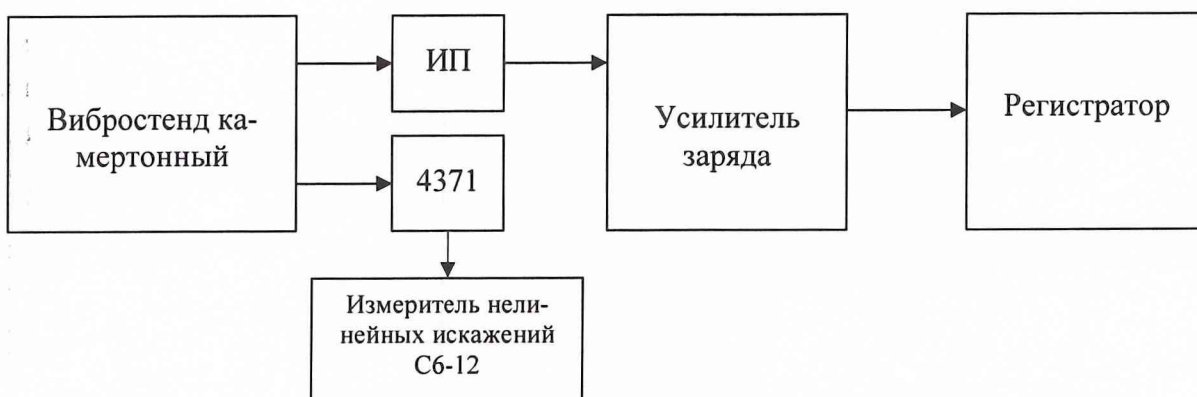 Вибростенд ка-
мертонный
ИП
4371
Измеритель нели-
нейных искажений
С6-12
Усилитель
заряда
Регистратор